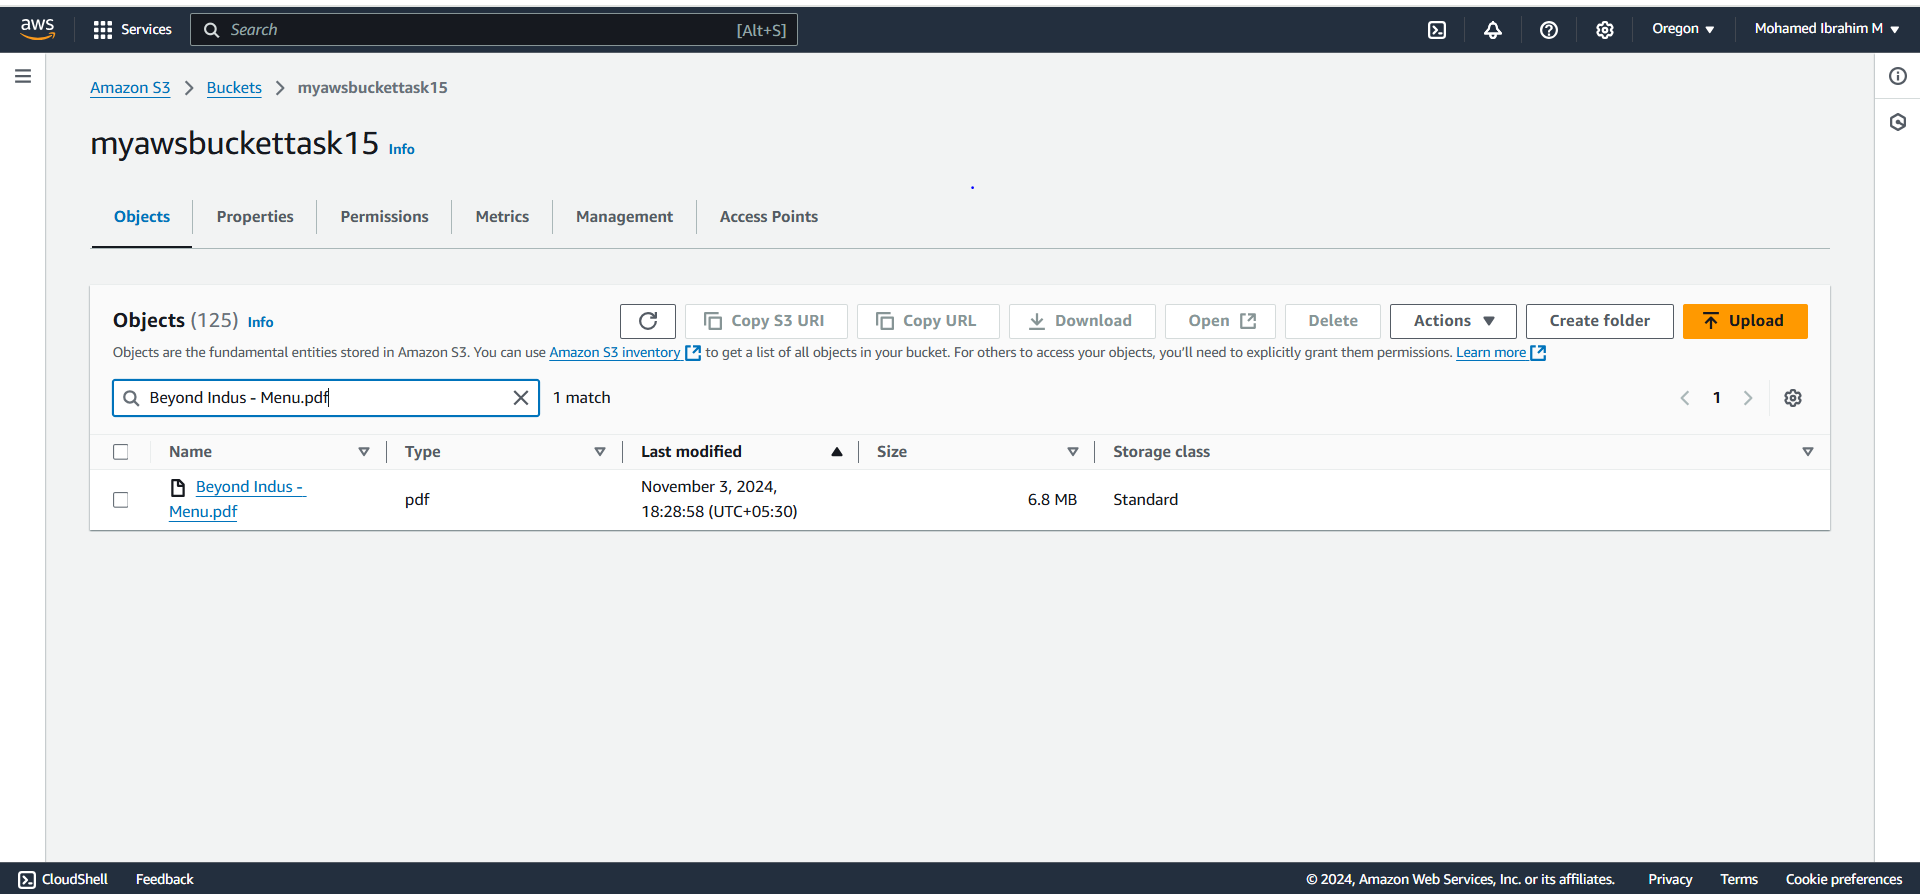 aws Services Search [Alt+S] Oregon Mohamed Ibrahim M
Amazon S3 Buckets myawsbuckettask15
myawsbuckettask15 Info
Objects Properties Permissions Metrics Management Access Points
Objects (125) Info Copy S3 URI Copy URL Download Open Delete Actions Create folder Upload
Objects are the fundamental entities stored in Amazon S3. You can use Amazon S3 inventory to get a list of all objects in your bucket. For others to access your objects, you'll need to explicitly grant them permissions. Learn more
Beyond Indus - Menu.pdf 1 match 1
Name Type Last modified Size Storage class
Beyond Indus - Menu.pdf pdf November 3, 2024, 18:28:58 (UTC+05:30) 6.8 MB Standard
CloudShell Feedback © 2024, Amazon Web Services, Inc. or its affiliates. Privacy Terms Cookie preferences